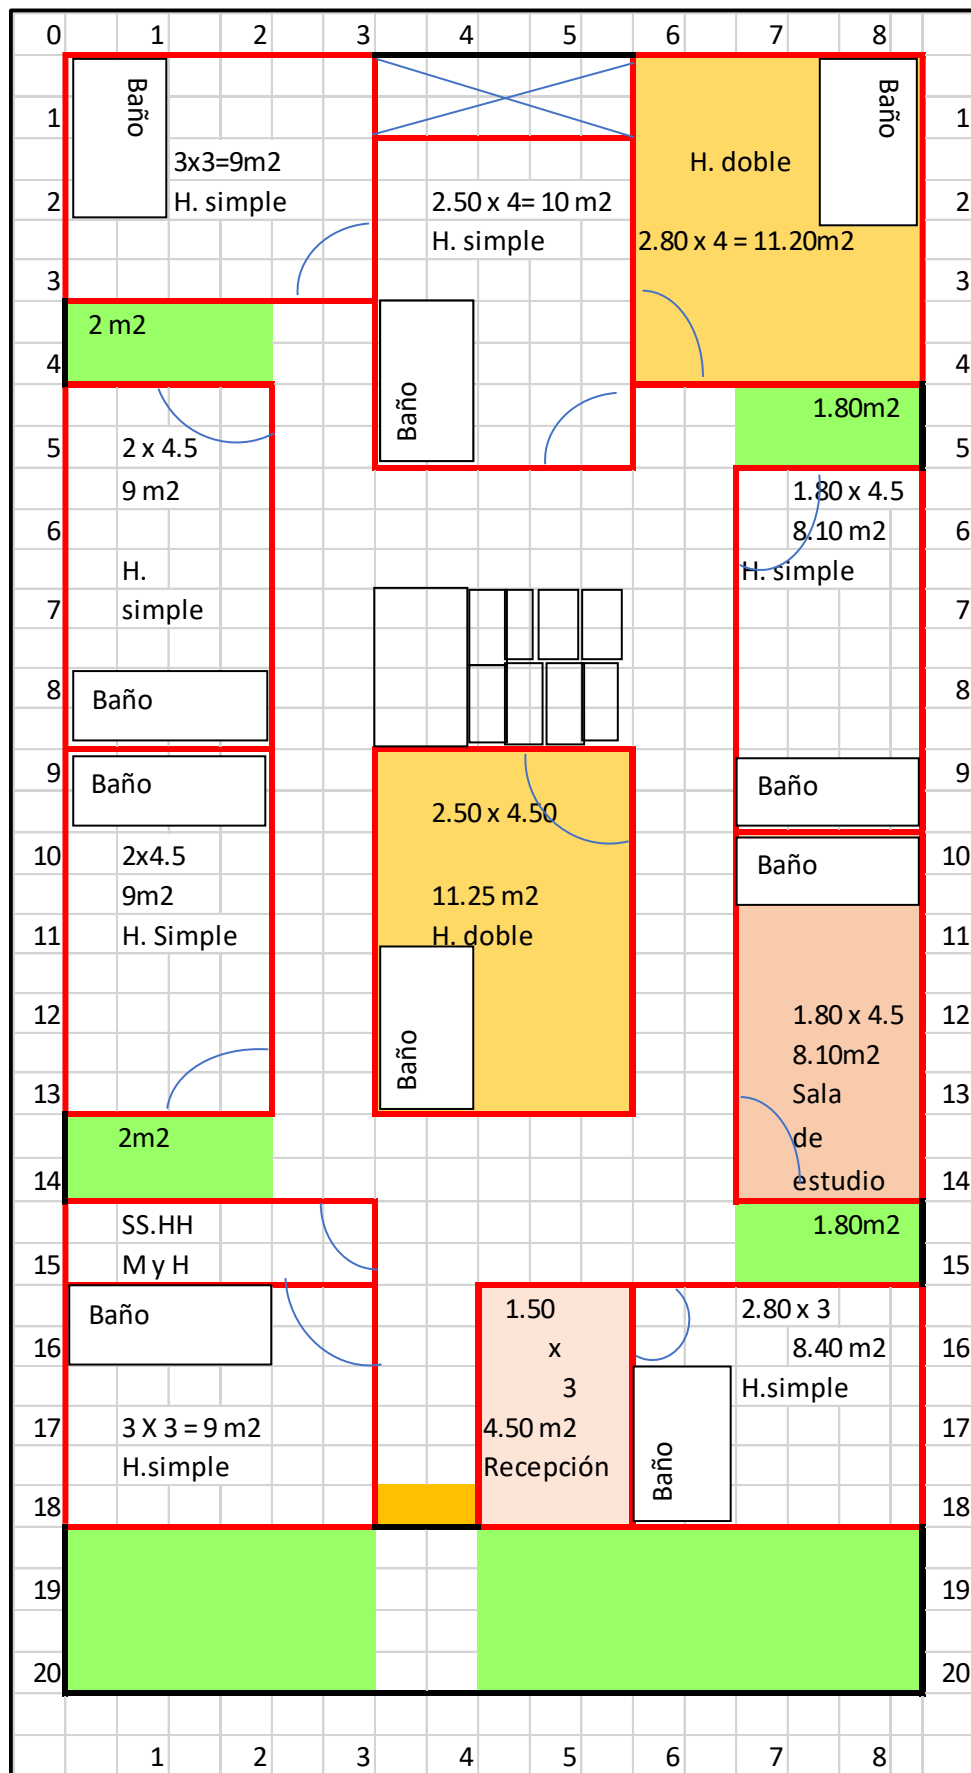 0 1 2 3 4 5 6 7 8
1 1
2 2
3 3
4 4
5 5
6 6
7 7
8 8
9 9
10 10
11 11
12 12
13 13
14 14
15 15
16 16
17 17
18 18
19 19
20 20
1 2 3 4 5 6 7 8
Baño
3x3=9m2
H. simple
2.50 x 4= 10 m2
H. simple
Baño
H. doble
Baño
2.80 x 4 = 11.20m2
2 m2
1.80m2
2 x 4.5
9 m2
H.
simple
Baño
1.80 x 4.5
8.10 m2
H. simple
Baño
Baño
2x4.5
9m2
H. Simple
2.50 x 4.50
11.25 m2
H. doble
Baño
Baño
1.80 x 4.5
8.10m2
Sala
de
estudio
2m2
1.80m2
SS.HH
M y H
Baño
3 X 3 = 9 m2
H.simple
1.50
x
3
4.50 m2
Recepción
2.80 x 3
8.40 m2
H.simple
Baño